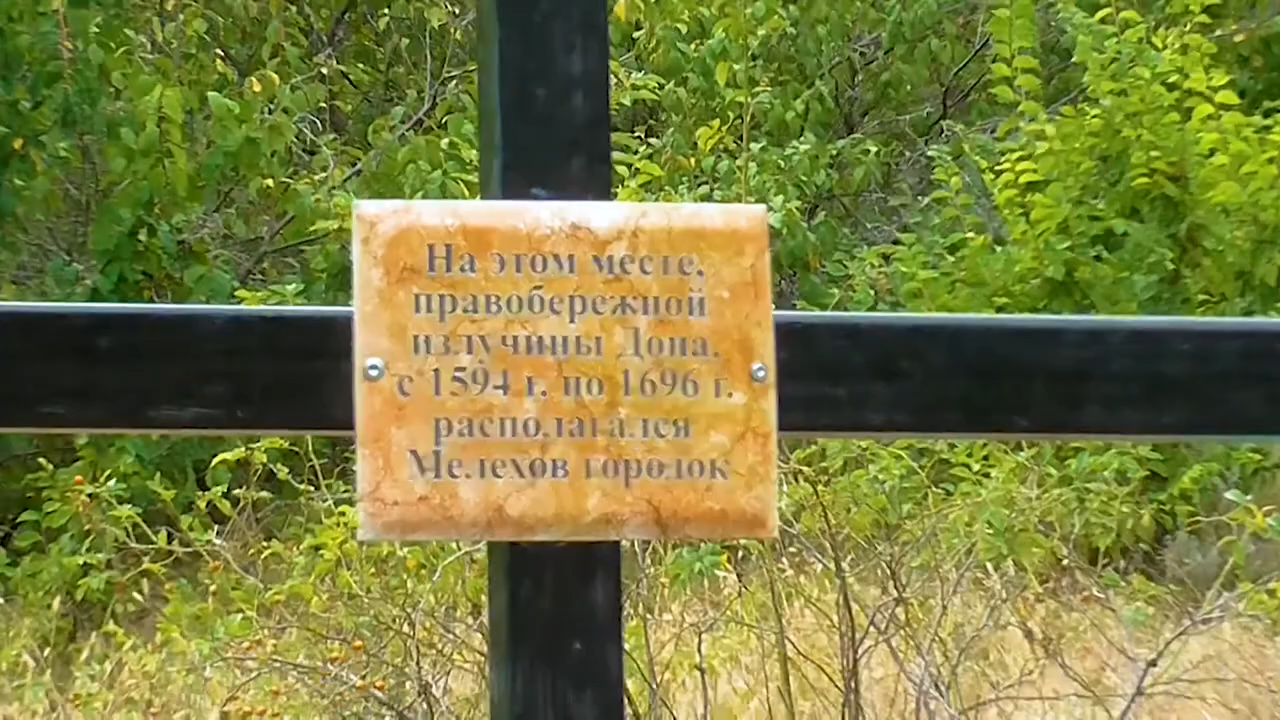 На этом месте,
правобережной
излучины Дона,
с 1594 г. по 1696 г.
располагался
Мелехов городок